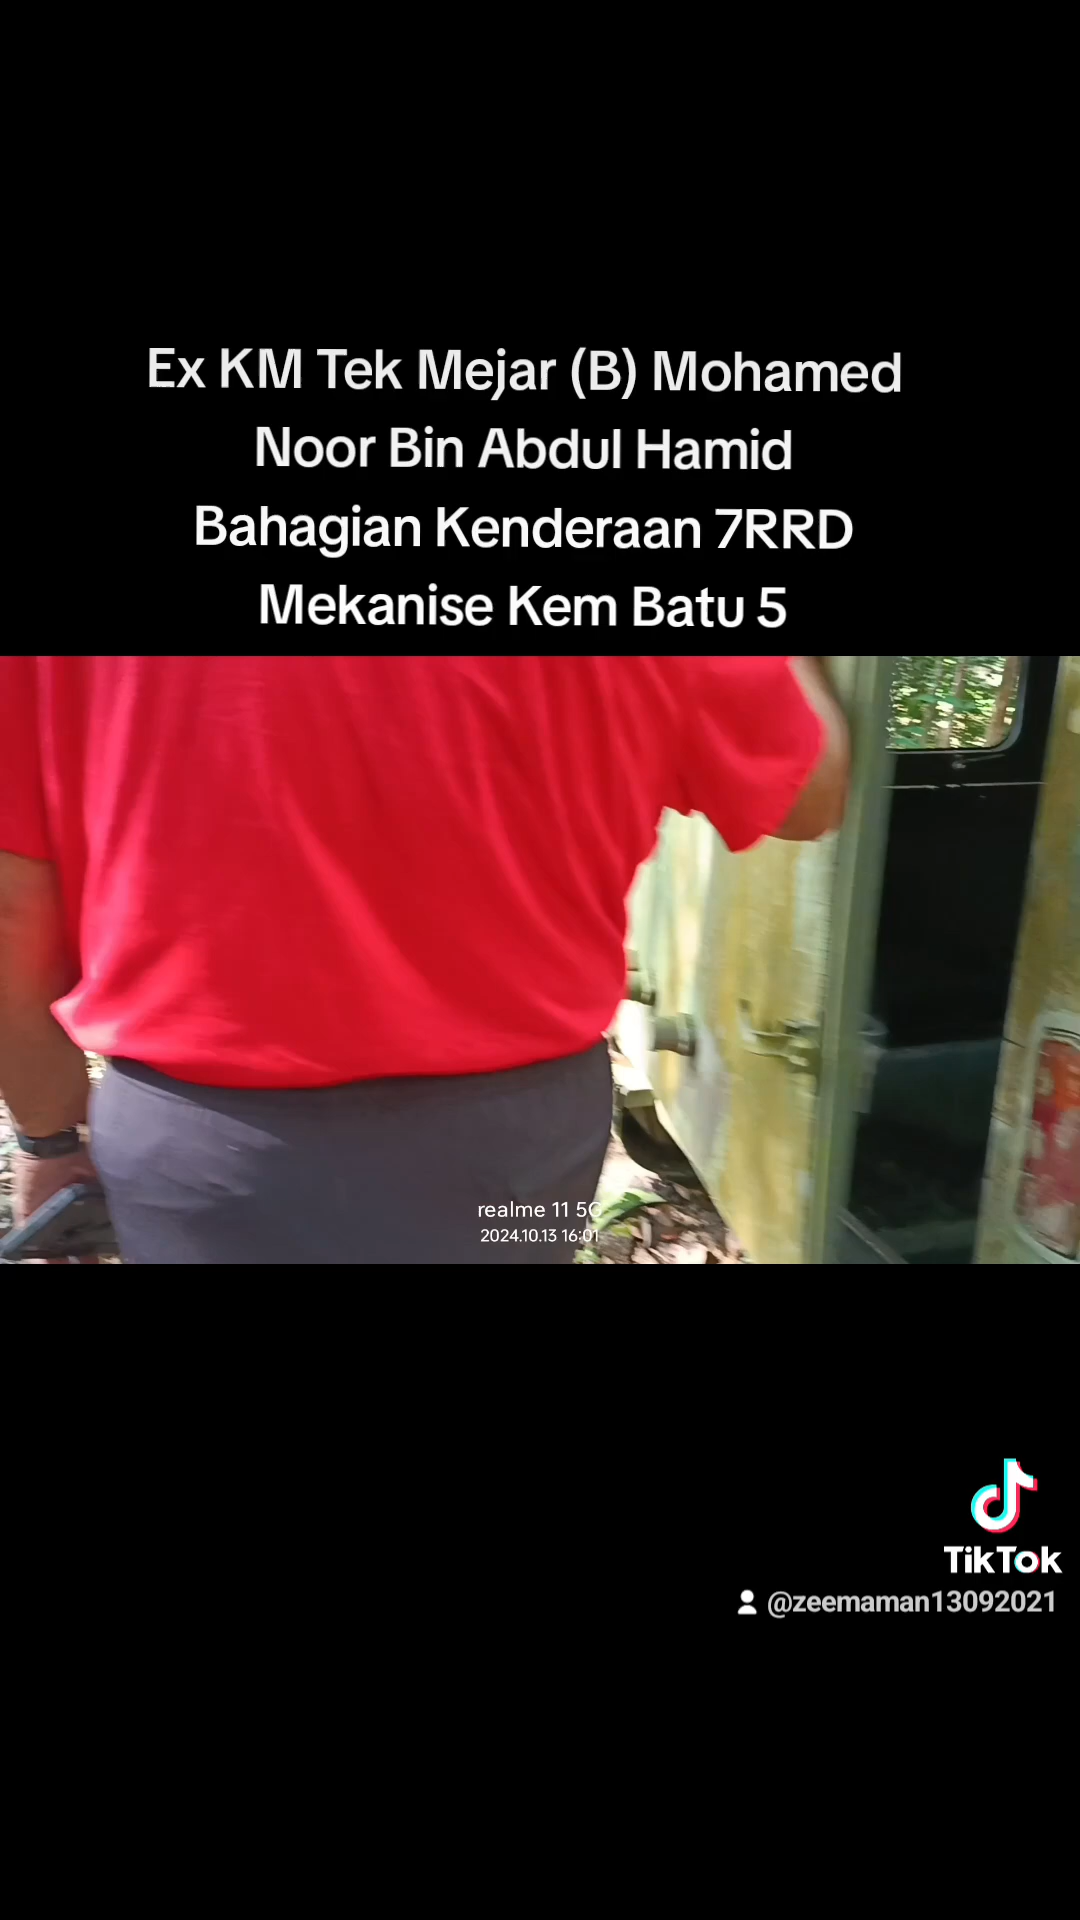 Ex KM Tek Mejar (B) Mohamed
Noor Bin Abdul Hamid
Bahagian Kenderaan 7RRD
Mekanise Kem Batu 5
realme 11 5G
2024.10.13 16:01
TikTok
@zeemaman13092021